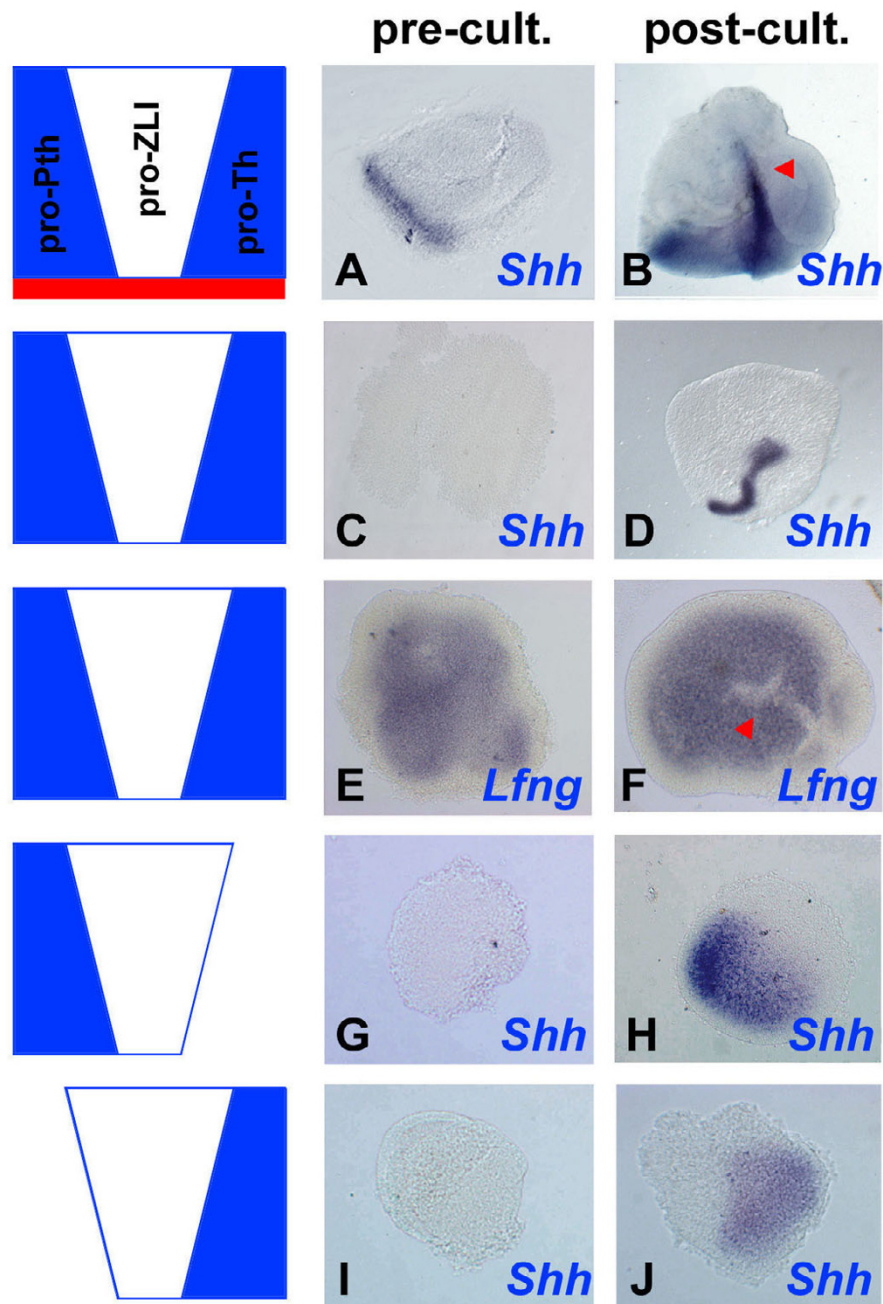 pre-cult. post-cult.
pro-Pth pro-ZLI pro-Th
A Shh B Shh
C Shh D Shh
E Lfng F Lfng
G Shh H Shh
I Shh J Shh